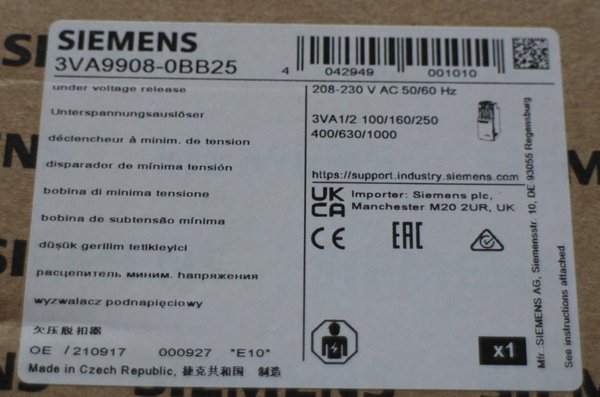 SIEMENS
3VA9908-0BB25
4 042949 001010
under voltage release
Unterspannungsauslöser
déclencheur à minim. de tension
disparador de mínima tensión
bobina di minima tensione
bobina de subtensão mínima
düşük gerilim tetikleyici
расцепитель миним. напряжения
wyzwalacz podnapięciowy
欠压脱扣器
OE /210917 000927 "E10"
Made in Czech Republic, 捷克共和国 制造
208-230 V AC 50/60 Hz
3VA1/2 100/160/250
400/630/1000
https://support.industry.siemens.com
UK
CA
Importer: Siemens plc,
Manchester M20 2UR, UK
CE EAC
x1
Mfr.:SIEMENS AG, Siemensstr. 10, DE 93055 Regensburg
See instructions attached